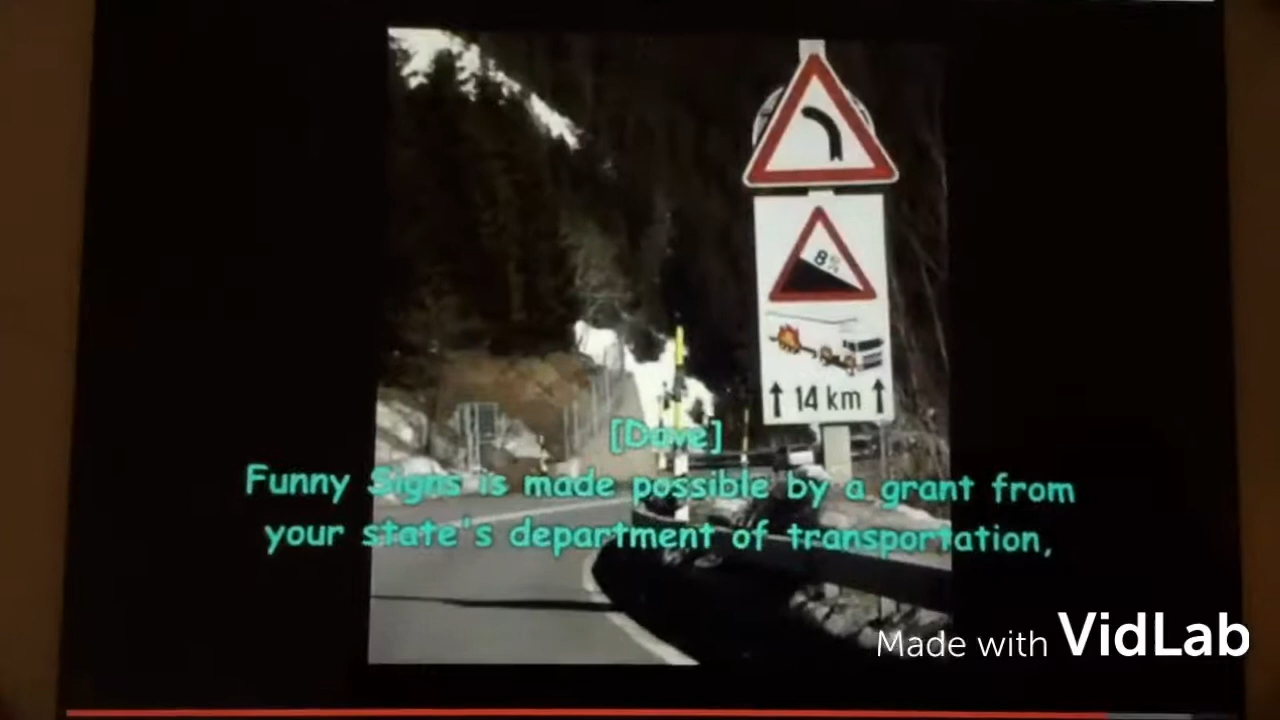 8%
14 km
[Dave]
Funny Signs is made possible by a grant from
your state's department of transportation,
Made with VidLab